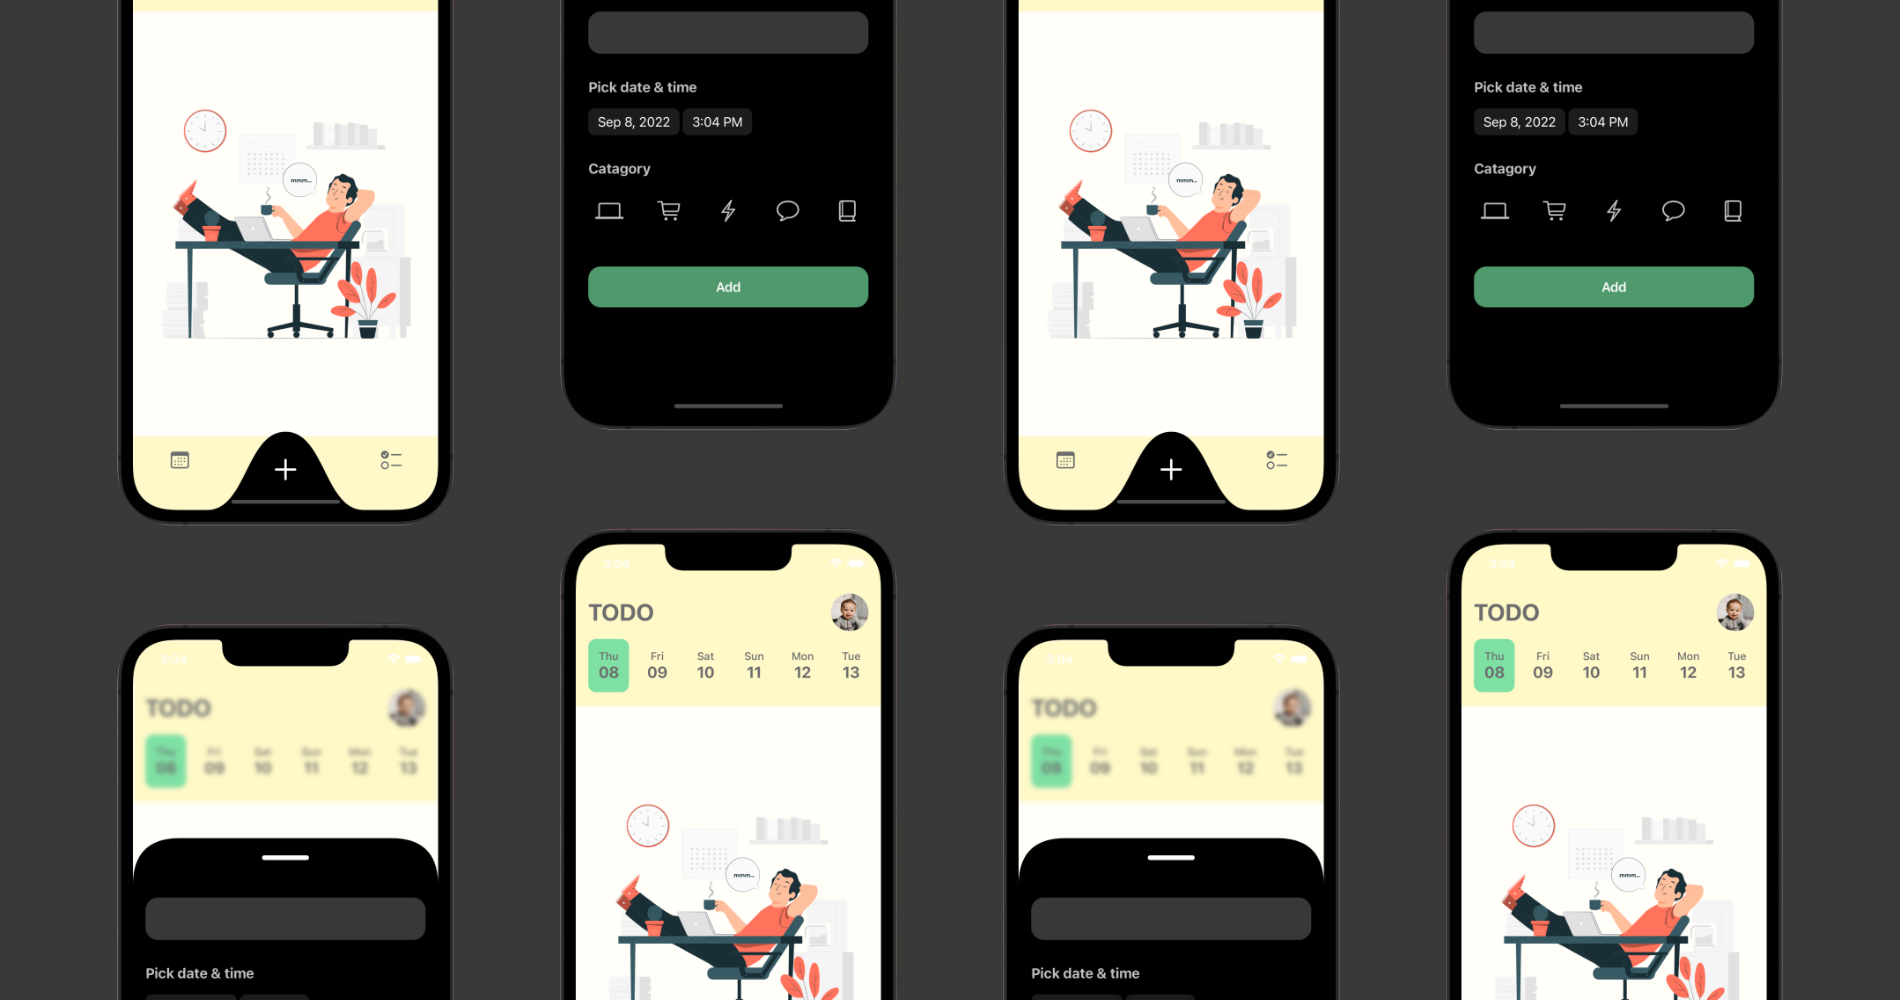 mmm...
Pick date & time
Sep 8, 2022 3:04 PM
Catagory
Add
mmm...
Pick date & time
Sep 8, 2022 3:04 PM
Catagory
Add
3:04
TODO
Thu Fri Sat Sun Mon Tue
08 09 10 11 12 13
Pick date & time
3:04
TODO
Thu Fri Sat Sun Mon Tue
08 09 10 11 12 13
mmm...
3:04
TODO
Thu Fri Sat Sun Mon Tue
08 09 10 11 12 13
Pick date & time
3:04
TODO
Thu Fri Sat Sun Mon Tue
08 09 10 11 12 13
mmm...